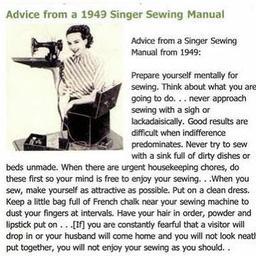 Advice from a 1949 Singer Sewing Manual
Advice from a Singer Sewing
Manual from 1949:
Prepare yourself mentally for
sewing. Think about what you are
going to do. . . never approach
sewing with a sigh or
lackadaisically. Good results are
difficult when indifference
predominates. Never try to sew
with a sink full of dirty dishes or
beds unmade. When there are urgent housekeeping chores, do
these first so your mind is free to enjoy your sewing. . .When you
sew, make yourself as attractive as possible. Put on a clean dress.
Keep a little bag full of French chalk near your sewing machine to
dust your fingers at intervals. Have your hair in order, powder and
lipstick put on . . .[If] you are constantly fearful that a visitor will
drop in or your husband will come home and you will not look neatl
put together, you will not enjoy your sewing as you should. .